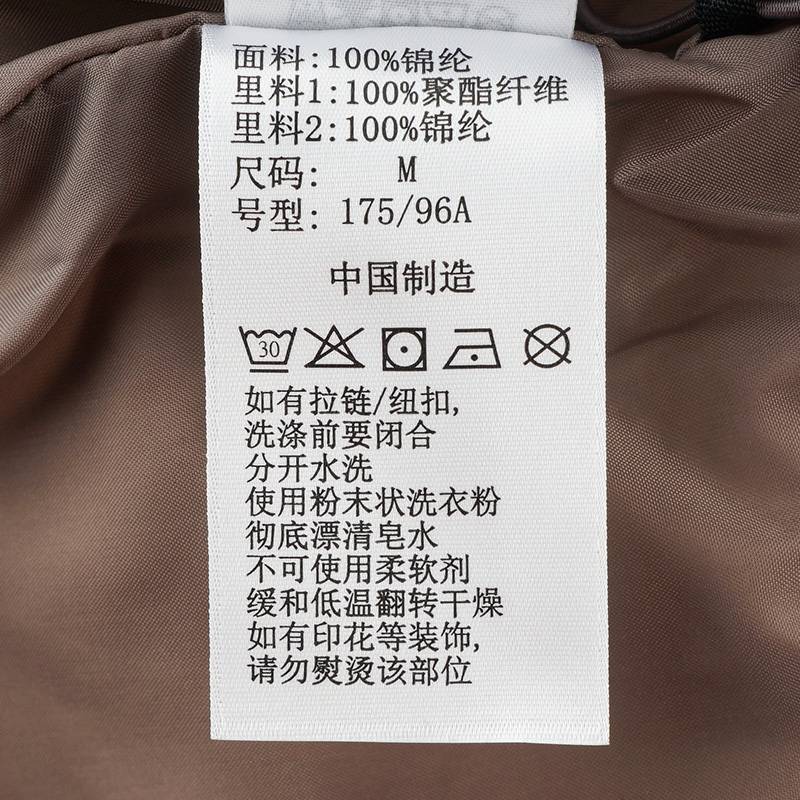 面料:100%锦纶
里料1:100%聚酯纤维
里料2:100%锦纶
尺码: M
号型: 175/96A
中国制造
30
如有拉链/纽扣,
洗涤前要闭合
分开水洗
使用粉末状洗衣粉
彻底漂清皂水
不可使用柔软剂
缓和低温翻转干燥
如有印花等装饰,
请勿熨烫该部位